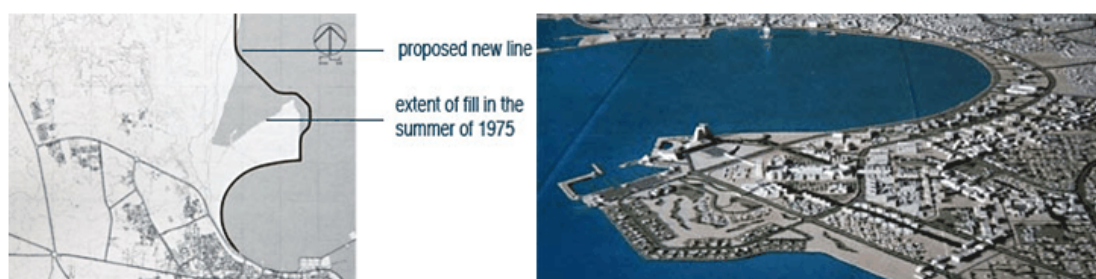 proposed new line
extent of fill in the
summer of 1975